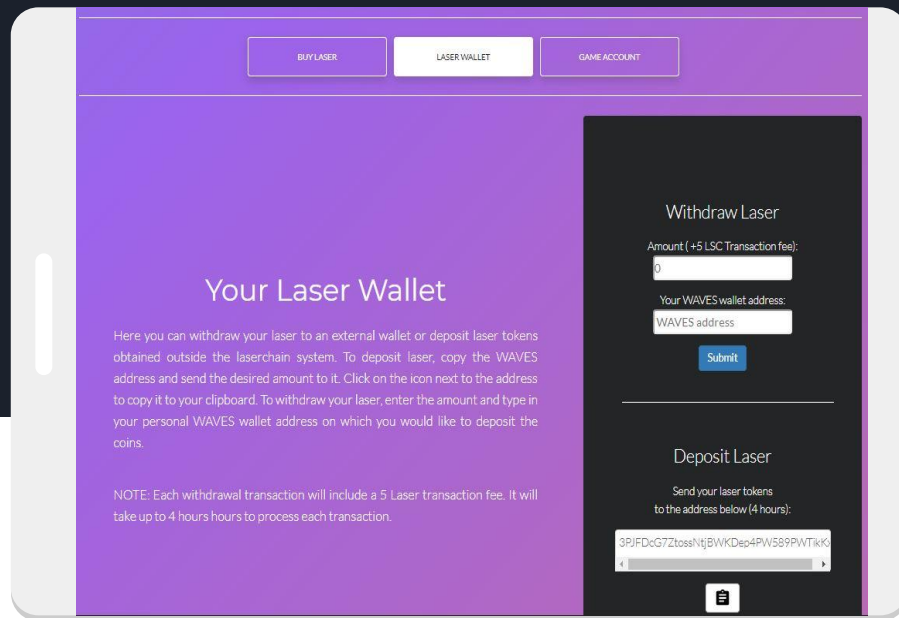 BUY LASER
LASER WALLET
GAME ACCOUNT
Your Laser Wallet
Here you can withdraw your laser to an external wallet or deposit laser tokens
obtained outside the laserchain system. To deposit laser, copy the WAVES
address and send the desired amount to it. Click on the icon next to the address
to copy it to your clipboard. To withdraw your laser, enter the amount and type in
your personal WAVES wallet address on which you would like to deposit the
coins.
NOTE: Each withdrawal transaction will include a 5 Laser transaction fee. It will
take up to 4 hours hours to process each transaction.
Withdraw Laser
Amount ( +5 LSC Transaction fee):
0
Your WAVES wallet address:
WAVES address
Submit
Deposit Laser
Send your laser tokens
to the address below (4 hours):
3PJFDcG7ZtossNtjBWKDep4PW589PWTikK